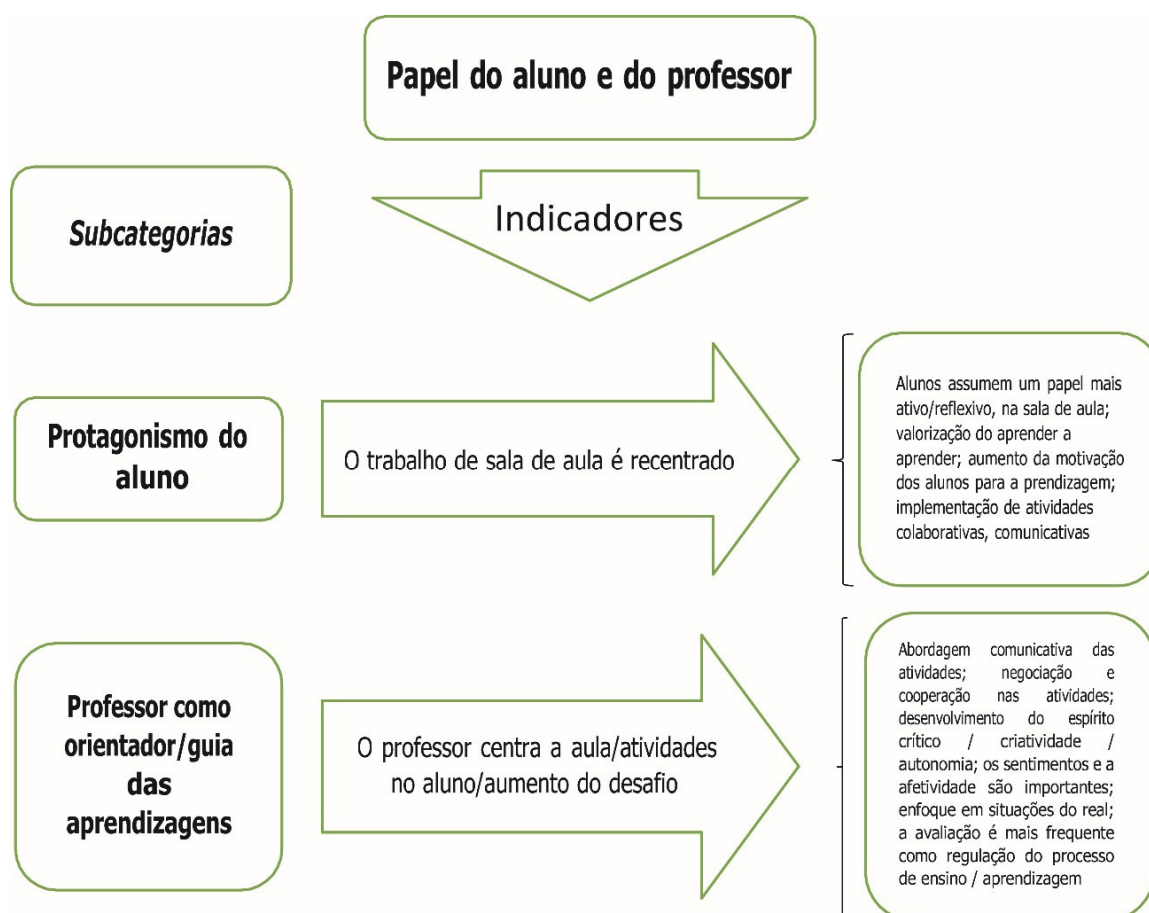 Papel do aluno e do professor
Subcategorias
Indicadores
Protagonismo do
aluno
O trabalho de sala de aula é recentrado
Alunos assumem um papel mais
ativo/reflexivo, na sala de aula;
valorização do aprender a
aprender; aumento da motivação
dos alunos para a prendizagem;
implementação de atividades
colaborativas, comunicativas
Professor como
orientador/guia
das
aprendizagens
O professor centra a aula/atividades
no aluno/aumento do desafio
Abordagem comunicativa das
atividades; negociação e
cooperação nas atividades;
desenvolvimento do espírito
crítico / criatividade /
autonomia; os sentimentos e a
afetividade são importantes;
enfoque em situações do real;
a avaliação é mais frequente
como regulação do processo
de ensino / aprendizagem